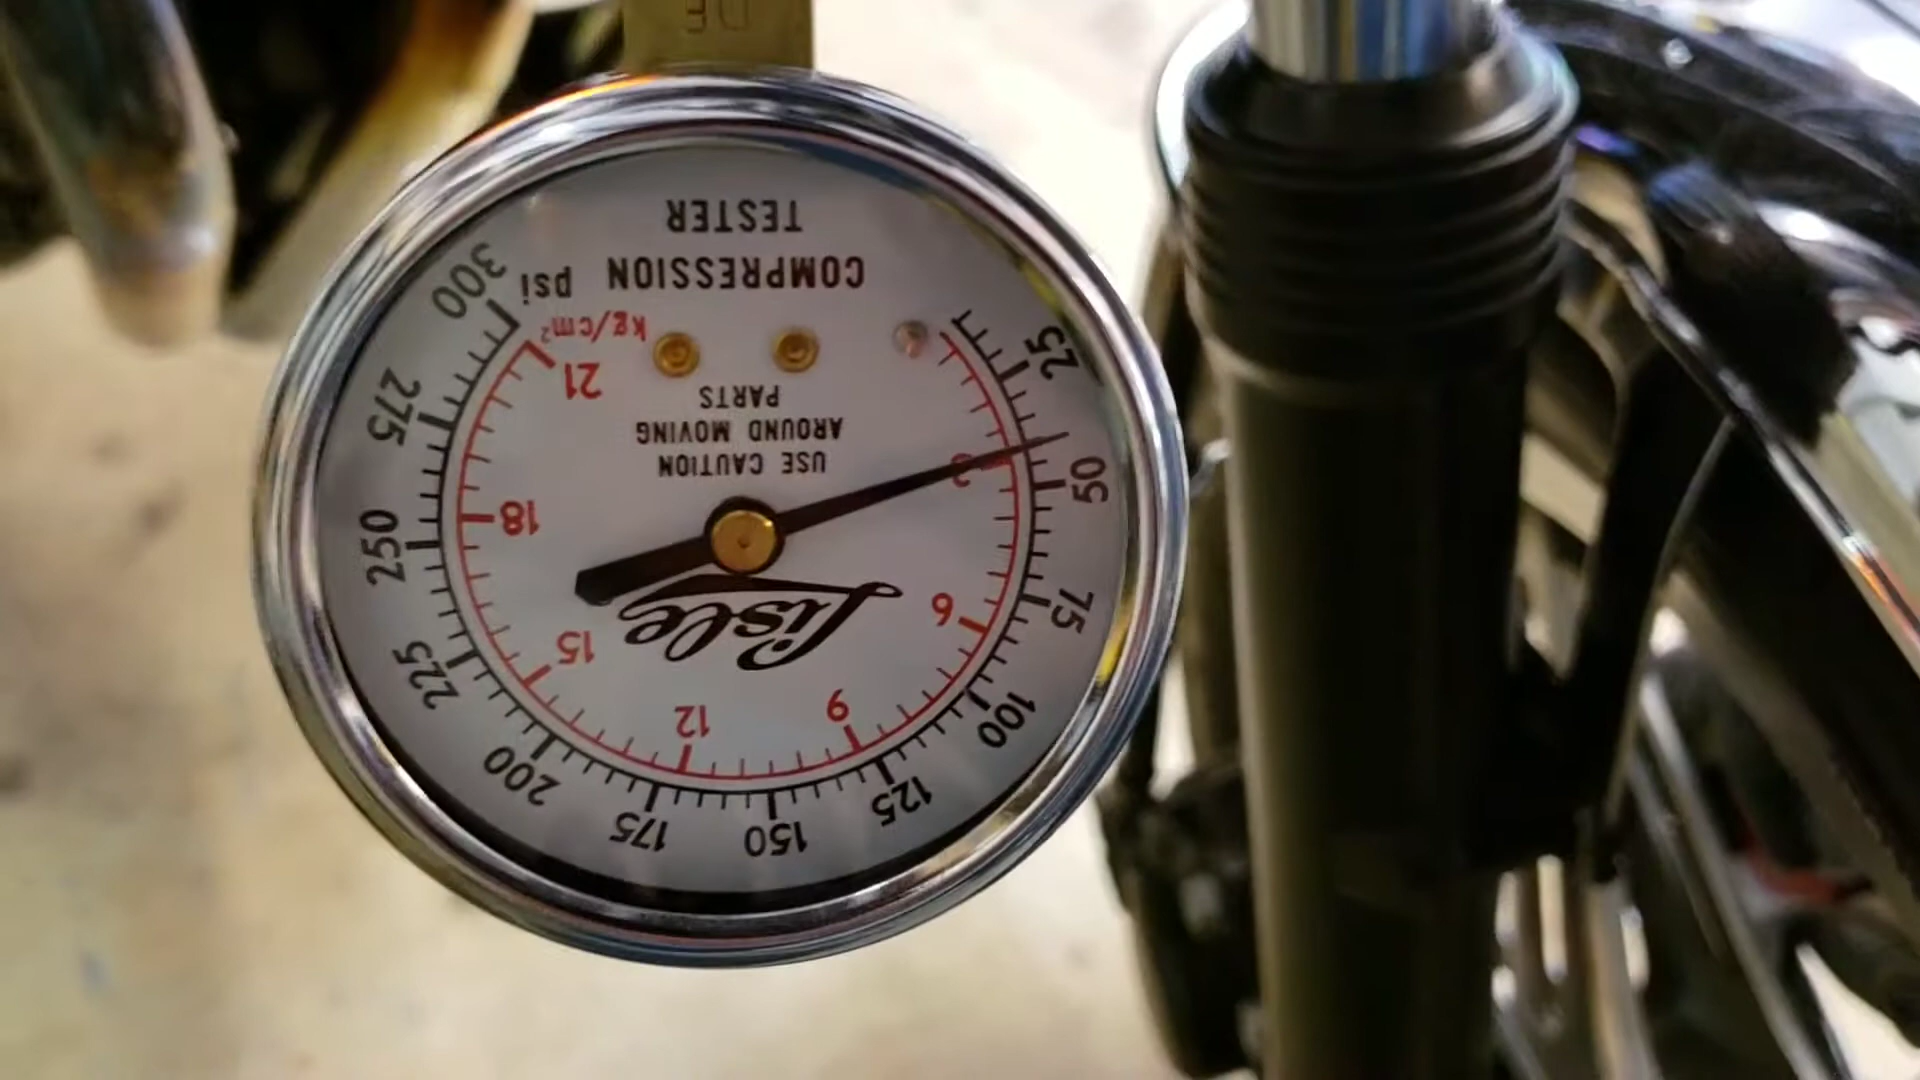 Lisle
USE CAUTION
AROUND MOVING
PARTS
COMPRESSION psi
TESTER
kg/cm²
25
50
75
100
125
150
175
200
225
250
275
300
3
6
9
12
15
18
21